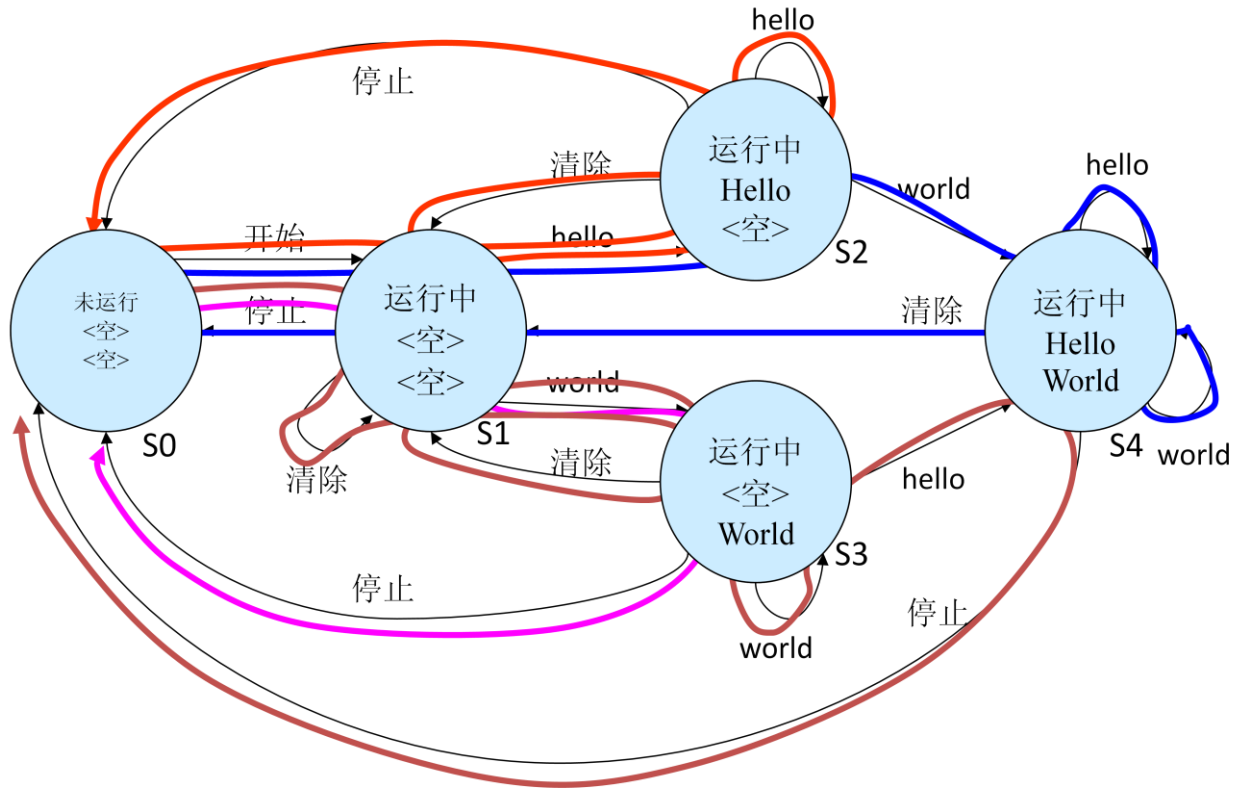 hello
停止
清除
运行中
Hello
<空>
S2
world
hello
开始
hello
未运行
<空>
<空>
S0
停止
运行中
<空>
<空>
S1
清除
运行中
Hello
World
S4
world
清除
world
清除
运行中
<空>
World
S3
hello
停止
world
停止